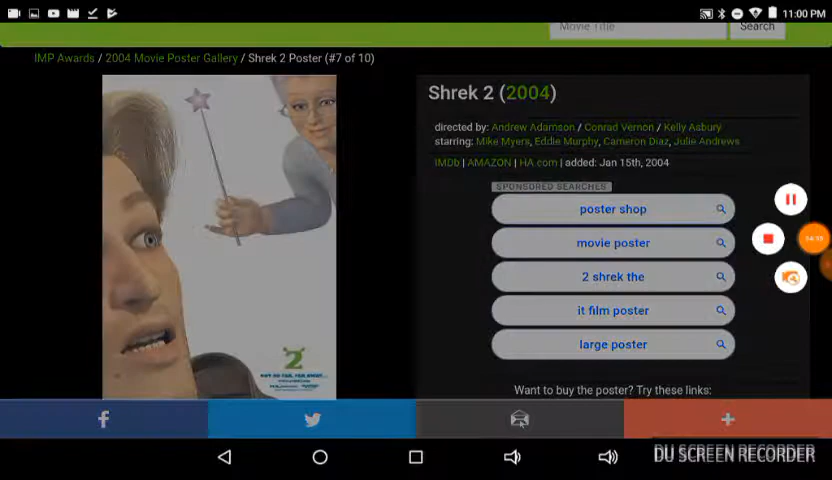 11:00 PM
Movie Title
Search
IMP Awards / 2004 Movie Poster Gallery / Shrek 2 Poster (#7 of 10)
Shrek 2 (2004)
directed by: Andrew Adamson / Conrad Vernon / Kelly Asbury
starring: Mike Myers, Eddie Murphy, Cameron Diaz, Julie Andrews
IMDb | AMAZON | HA.com | added: Jan 15th, 2004
SPONSORED SEARCHES
poster shop
movie poster
2 shrek the
it film poster
large poster
Want to buy the poster? Try these links:
2
DU SCREEN RECORDER